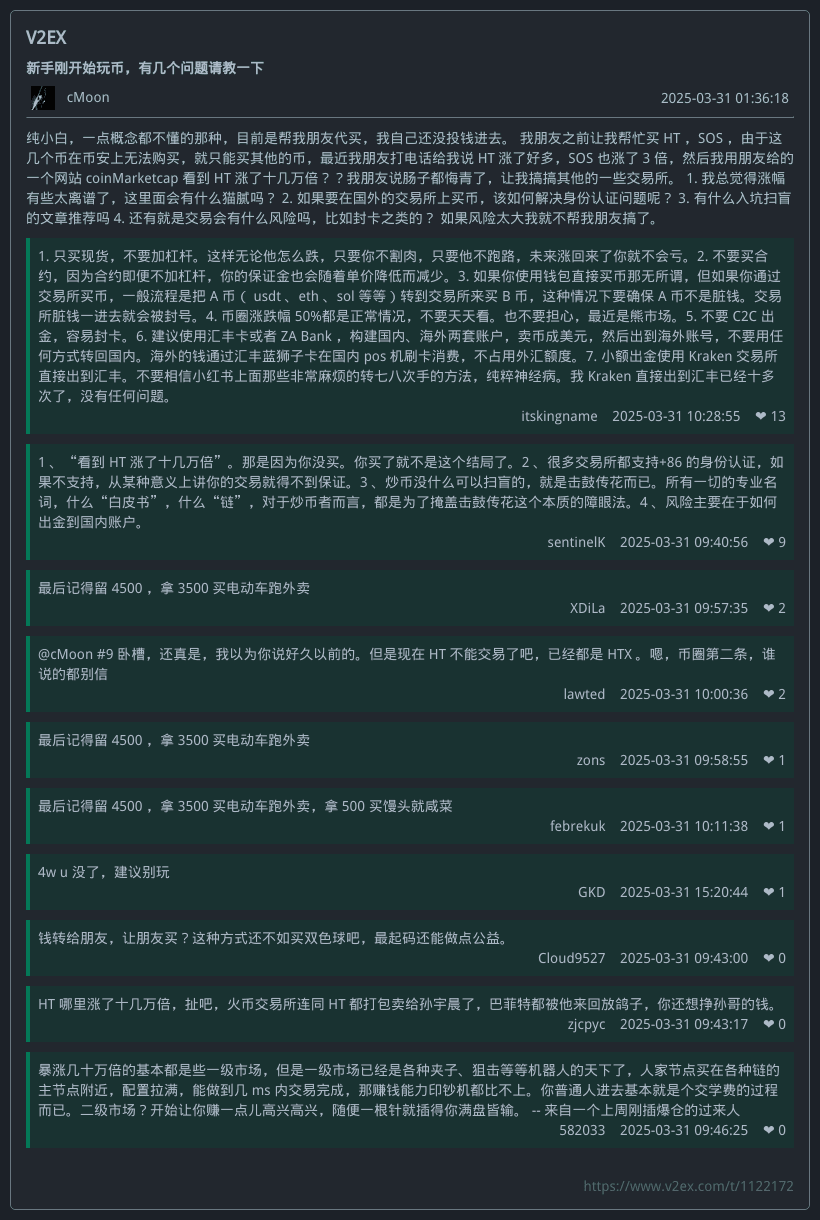 V2EX
新手刚开始玩币，有几个问题请教一下
cMoon
2025-03-31 01:36:18
纯小白，一点概念都不懂的那种，目前是帮我朋友代买，我自己还没投钱进去。 我朋友之前让我帮忙买 HT ，SOS ，由于这
几个币在币安上无法购买，就只能买其他的币，最近我朋友打电话给我说 HT 涨了好多，SOS 也涨了 3 倍，然后我用朋友给的
一个网站 coinMarketcap 看到 HT 涨了十几万倍？？我朋友说肠子都悔青了，让我搞搞其他的一些交易所。 1. 我总觉得涨幅
有些太离谱了，这里面会有什么猫腻吗？ 2. 如果要在国外的交易所上买币，该如何解决身份认证问题呢？ 3. 有什么入坑扫盲
的文章推荐吗 4. 还有就是交易会有什么风险吗，比如封卡之类的？ 如果风险太大我就不帮我朋友搞了。
1. 只买现货，不要加杠杆。这样无论他怎么跌，只要你不割肉，只要他不跑路，未来涨回来了你就不会亏。2. 不要买合
约，因为合约即便不加杠杆，你的保证金也会随着单价降低而减少。3. 如果你使用钱包直接买币那无所谓，但如果你通过
交易所买币，一般流程是把 A 币（ usdt 、eth 、sol 等等）转到交易所来买 B 币，这种情况下要确保 A 币不是脏钱。交易
所脏钱一进去就会被封号。4. 币圈涨跌幅 50%都是正常情况，不要天天看。也不要担心，最近是熊市场。5. 不要 C2C 出
金，容易封卡。6. 建议使用汇丰卡或者 ZA Bank ，构建国内、海外两套账户，卖币成美元，然后出到海外账号，不要用任
何方式转回国内。海外的钱通过汇丰蓝狮子卡在国内 pos 机刷卡消费，不占用外汇额度。7. 小额出金使用 Kraken 交易所
直接出到汇丰。不要相信小红书上面那些非常麻烦的转七八次手的方法，纯粹神经病。我 Kraken 直接出到汇丰已经十多
次了，没有任何问题。
itskingname 2025-03-31 10:28:55 ❤ 13
1 、 “看到 HT 涨了十几万倍” 。那是因为你没买。你买了就不是这个结局了。2 、很多交易所都支持+86 的身份认证，如
果不支持，从某种意义上讲你的交易就得不到保证。3 、炒币没什么可以扫盲的，就是击鼓传花而已。所有一切的专业名
词，什么“白皮书” ，什么“链” ，对于炒币者而言，都是为了掩盖击鼓传花这个本质的障眼法。4 、风险主要在于如何
出金到国内账户。
sentinelK 2025-03-31 09:40:56 ❤ 9
最后记得留 4500 ，拿 3500 买电动车跑外卖
XDiLa 2025-03-31 09:57:35 ❤ 2
@cMoon #9 卧槽，还真是，我以为你说好久以前的。但是现在 HT 不能交易了吧，已经都是 HTX 。嗯，币圈第二条，谁
说的都别信
lawted 2025-03-31 10:00:36 ❤ 2
最后记得留 4500 ，拿 3500 买电动车跑外卖
zons 2025-03-31 09:58:55 ❤ 1
最后记得留 4500 ，拿 3500 买电动车跑外卖，拿 500 买馒头就咸菜
febrekuk 2025-03-31 10:11:38 ❤ 1
4w u 没了，建议别玩
GKD 2025-03-31 15:20:44 ❤ 1
钱转给朋友，让朋友买？这种方式还不如买双色球吧，最起码还能做点公益。
Cloud9527 2025-03-31 09:43:00 ❤ 0
HT 哪里涨了十几万倍，扯吧，火币交易所连同 HT 都打包卖给孙宇晨了，巴菲特都被他来回放鸽子，你还想挣孙哥的钱。
zjcpyc 2025-03-31 09:43:17 ❤ 0
暴涨几十万倍的基本都是些一级市场，但是一级市场已经是各种夹子、狙击等等机器人的天下了，人家节点买在各种链的
主节点附近，配置拉满，能做到几 ms 内交易完成，那赚钱能力印钞机都比不上。你普通人进去基本就是个交学费的过程
而已。二级市场？开始让你赚一点儿高兴高兴，随便一根针就插得你满盘皆输。 -- 来自一个上周刚插爆仓的过来人
582033 2025-03-31 09:46:25 ❤ 0
https://www.v2ex.com/t/1122172